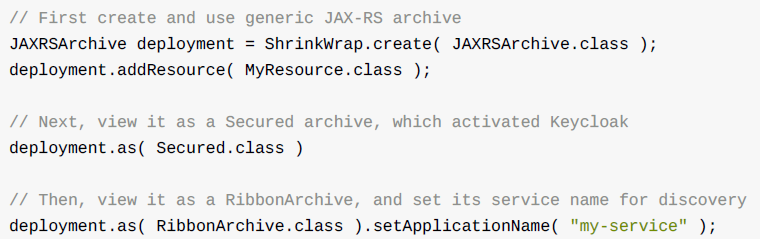 // First create and use generic JAX-RS archive
JAXRSArchive deployment = ShrinkWrap.create( JAXRSArchive.class );
deployment.addResource( MyResource.class );
// Next, view it as a Secured archive, which activated Keycloak
deployment.as( Secured.class )
// Then, view it as a RibbonArchive, and set its service name for discovery
deployment.as( RibbonArchive.class ).setApplicationName( "my-service" );